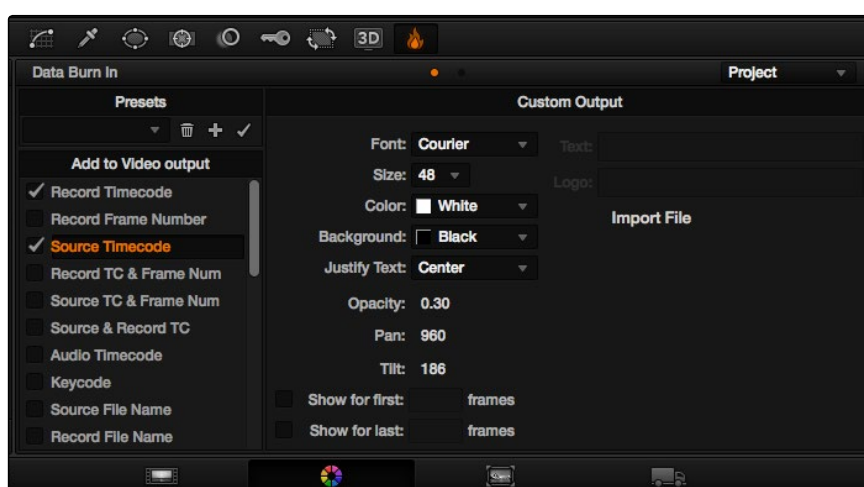 3D
Data Burn In
Project
Presets
Custom Output
Add to Video output
Record Timecode
Record Frame Number
Source Timecode
Record TC & Frame Num
Source TC & Frame Num
Source & Record TC
Audio Timecode
Keycode
Source File Name
Record File Name
Font: Courier
Size: 48
Color: White
Background: Black
Justify Text: Center
Opacity: 0.30
Pan: 960
Tilt: 186
Show for first: frames
Show for last: frames
Text:
Logo:
Import File